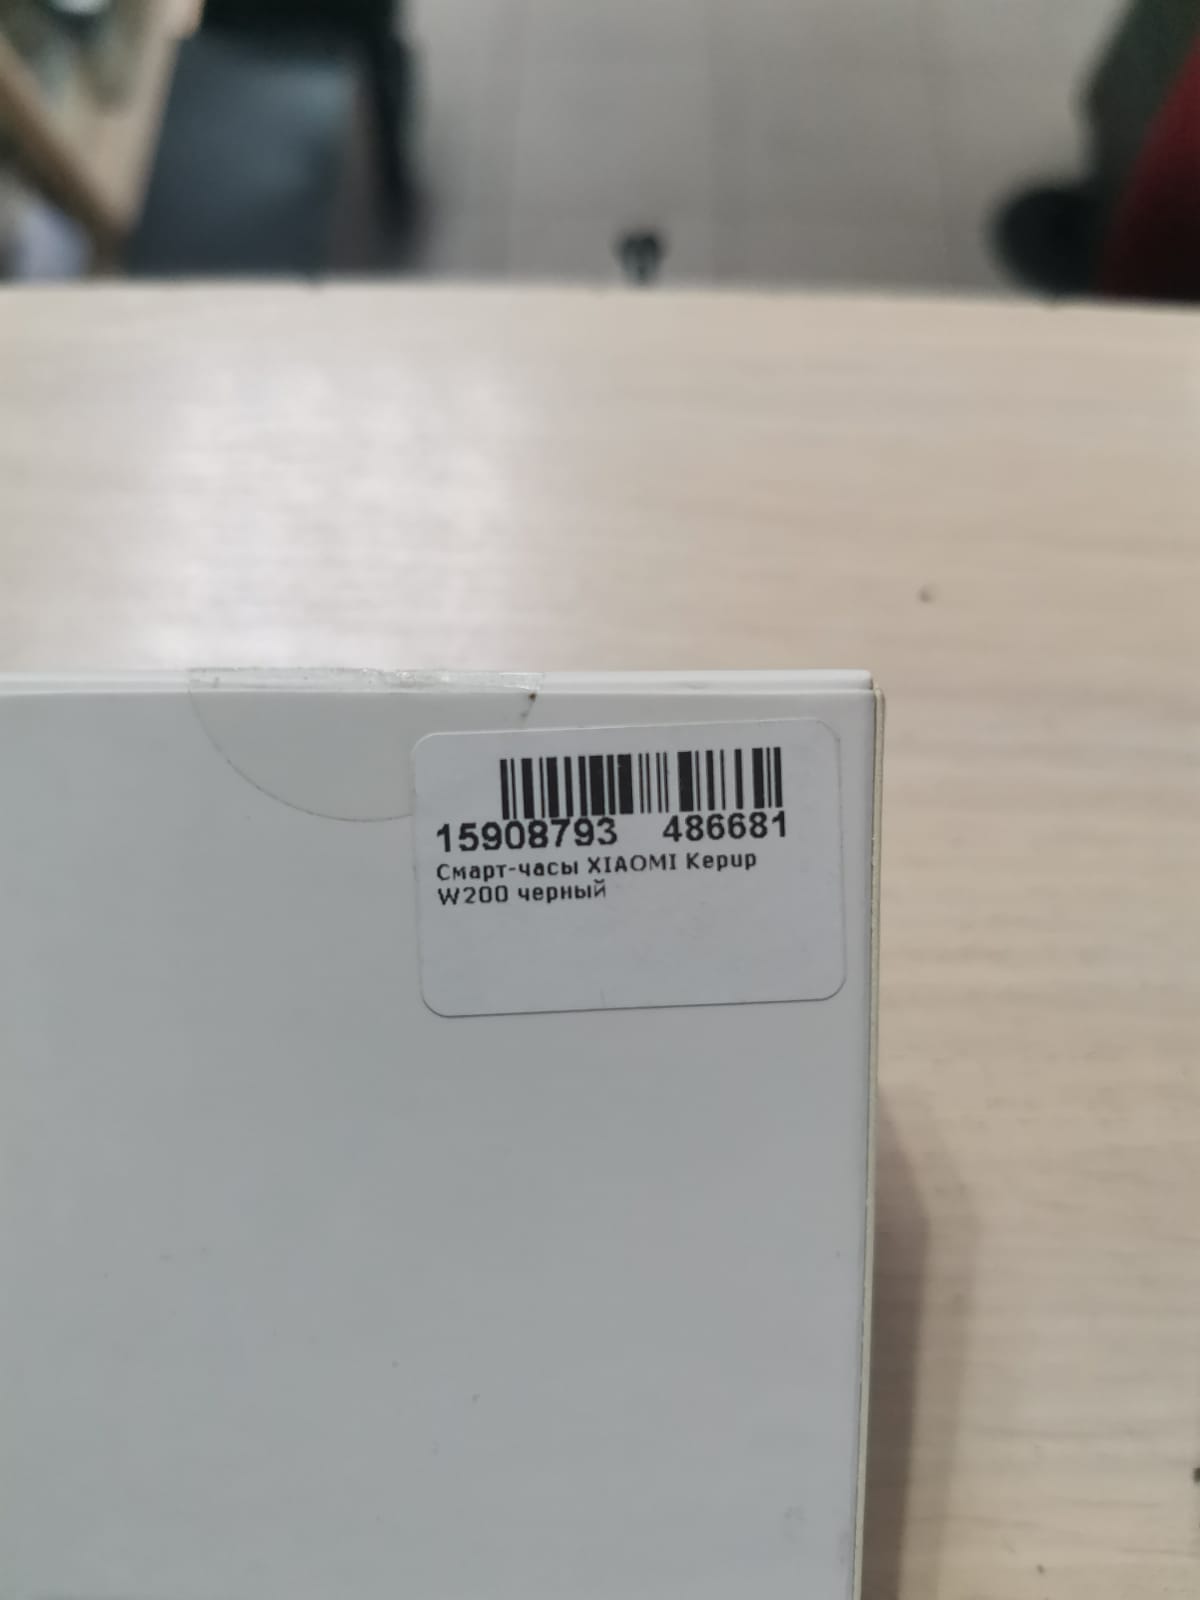 15908793 486681
Смарт-часы XIAOMI Kepup
W200 черный